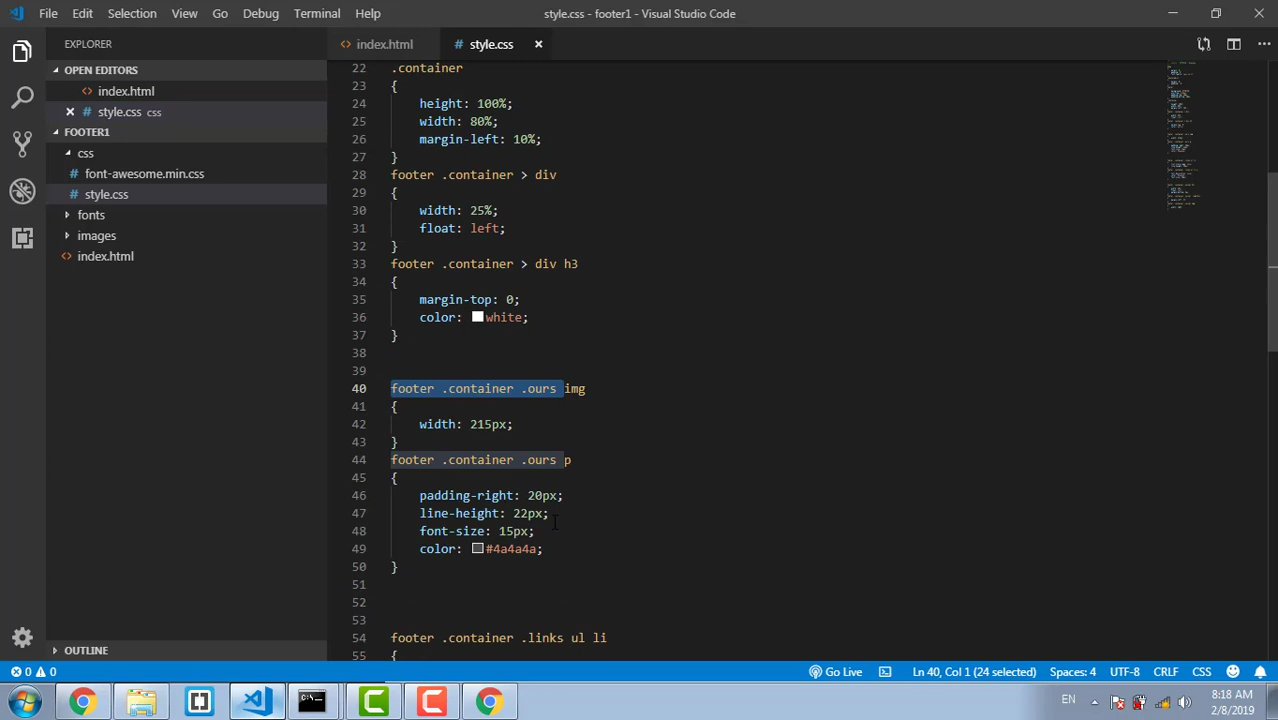 File Edit Selection View Go Debug Terminal Help
style.css - footer1 - Visual Studio Code
EXPLORER
OPEN EDITORS
index.html
style.css css
FOOTER1
css
font-awesome.min.css
style.css
fonts
images
index.html
OUTLINE
index.html
style.css
22 .container
23 {
24 height: 100%;
25 width: 80%;
26 margin-left: 10%;
27 }
28 footer .container > div
29 {
30 width: 25%;
31 float: left;
32 }
33 footer .container > div h3
34 {
35 margin-top: 0;
36 color: white;
37 }
38
39
40 footer .container .ours img
41 {
42 width: 215px;
43 }
44 footer .container .ours p
45 {
46 padding-right: 20px;
47 line-height: 22px;
48 font-size: 15px;
49 color: #4a4a4a;
50 }
51
52
53
54 footer .container .links ul li
55 {
0 0
Go Live
Ln 40, Col 1 (24 selected)
Spaces: 4
UTF-8
CRLF
CSS
EN
8:18 AM
2/8/2019